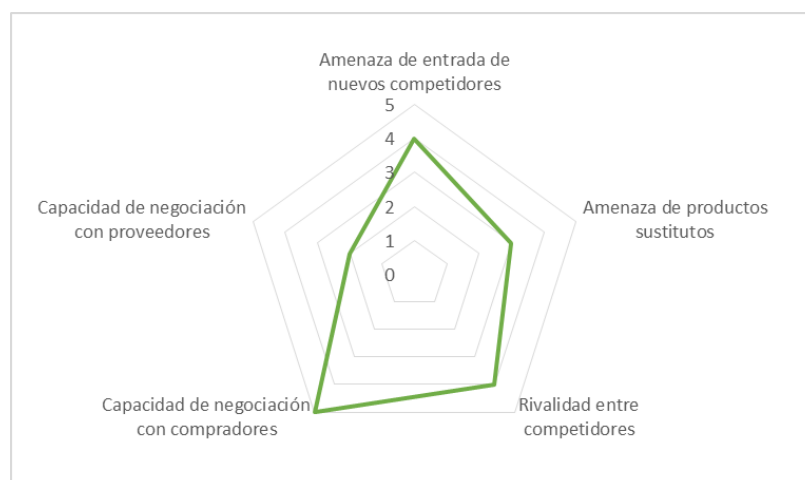 Amenaza de entrada de
nuevos competidores
5
4
3
2
1
0
Amenaza de productos
sustitutos
Rivalidad entre
competidores
Capacidad de negociación
con compradores
Capacidad de negociación
con proveedores